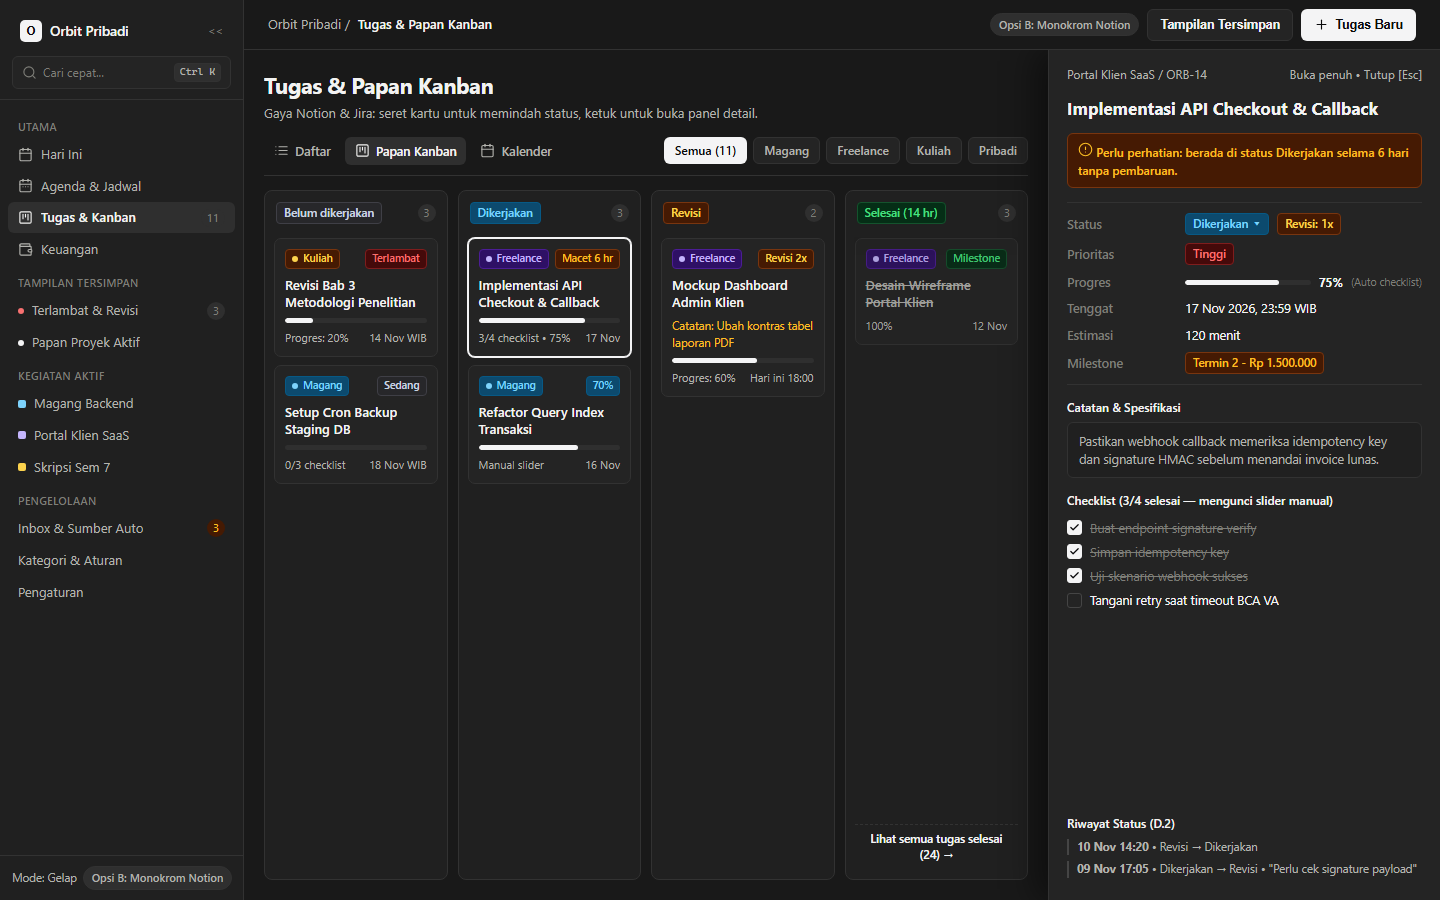 O Orbit Pribadi <<
Cari cepat... Ctrl K
UTAMA
Hari Ini
Agenda & Jadwal
Tugas & Kanban 11
Keuangan
TAMPILAN TERSIMPAN
Terlambat & Revisi 3
Papan Proyek Aktif
KEGIATAN AKTIF
Magang Backend
Portal Klien SaaS
Skripsi Sem 7
PENGELOLAAN
Inbox & Sumber Auto 3
Kategori & Aturan
Pengaturan
Mode: Gelap Opsi B: Monokrom Notion
Orbit Pribadi / Tugas & Papan Kanban
Opsi B: Monokrom Notion Tampilan Tersimpan + Tugas Baru
Tugas & Papan Kanban
Gaya Notion & Jira: seret kartu untuk memindah status, ketuk untuk buka panel detail.
Daftar Papan Kanban Kalender
Semua (11) Magang Freelance Kuliah Pribadi
Belum dikerjakan 3
Kuliah Terlambat
Revisi Bab 3
Metodologi Penelitian
Progres: 20% 14 Nov WIB
Magang Sedang
Setup Cron Backup
Staging DB
0/3 checklist 18 Nov WIB
Dikerjakan 3
Freelance Macet 6 hr
Implementasi API
Checkout & Callback
3/4 checklist • 75% 17 Nov
Magang 70%
Refactor Query Index
Transaksi
Manual slider 16 Nov
Revisi 2
Freelance Revisi 2x
Mockup Dashboard
Admin Klien
Catatan: Ubah kontras tabel
laporan PDF
Progres: 60% Hari ini 18:00
Selesai (14 hr) 3
Freelance Milestone
Desain Wireframe
Portal Klien
100% 12 Nov
Lihat semua tugas selesai
(24) →
Portal Klien SaaS / ORB-14 Buka penuh • Tutup [Esc]
Implementasi API Checkout & Callback
Perlu perhatian: berada di status Dikerjakan selama 6 hari
tanpa pembaruan.
Status Dikerjakan Revisi: 1x
Prioritas Tinggi
Progres 75% (Auto checklist)
Tenggat 17 Nov 2026, 23:59 WIB
Estimasi 120 menit
Milestone Termin 2 - Rp 1.500.000
Catatan & Spesifikasi
Pastikan webhook callback memeriksa idempotency key
dan signature HMAC sebelum menandai invoice lunas.
Checklist (3/4 selesai — mengunci slider manual)
Buat endpoint signature verify
Simpan idempotency key
Uji skenario webhook sukses
Tangani retry saat timeout BCA VA
Riwayat Status (D.2)
10 Nov 14:20 • Revisi → Dikerjakan
09 Nov 17:05 • Dikerjakan → Revisi • "Perlu cek signature payload"